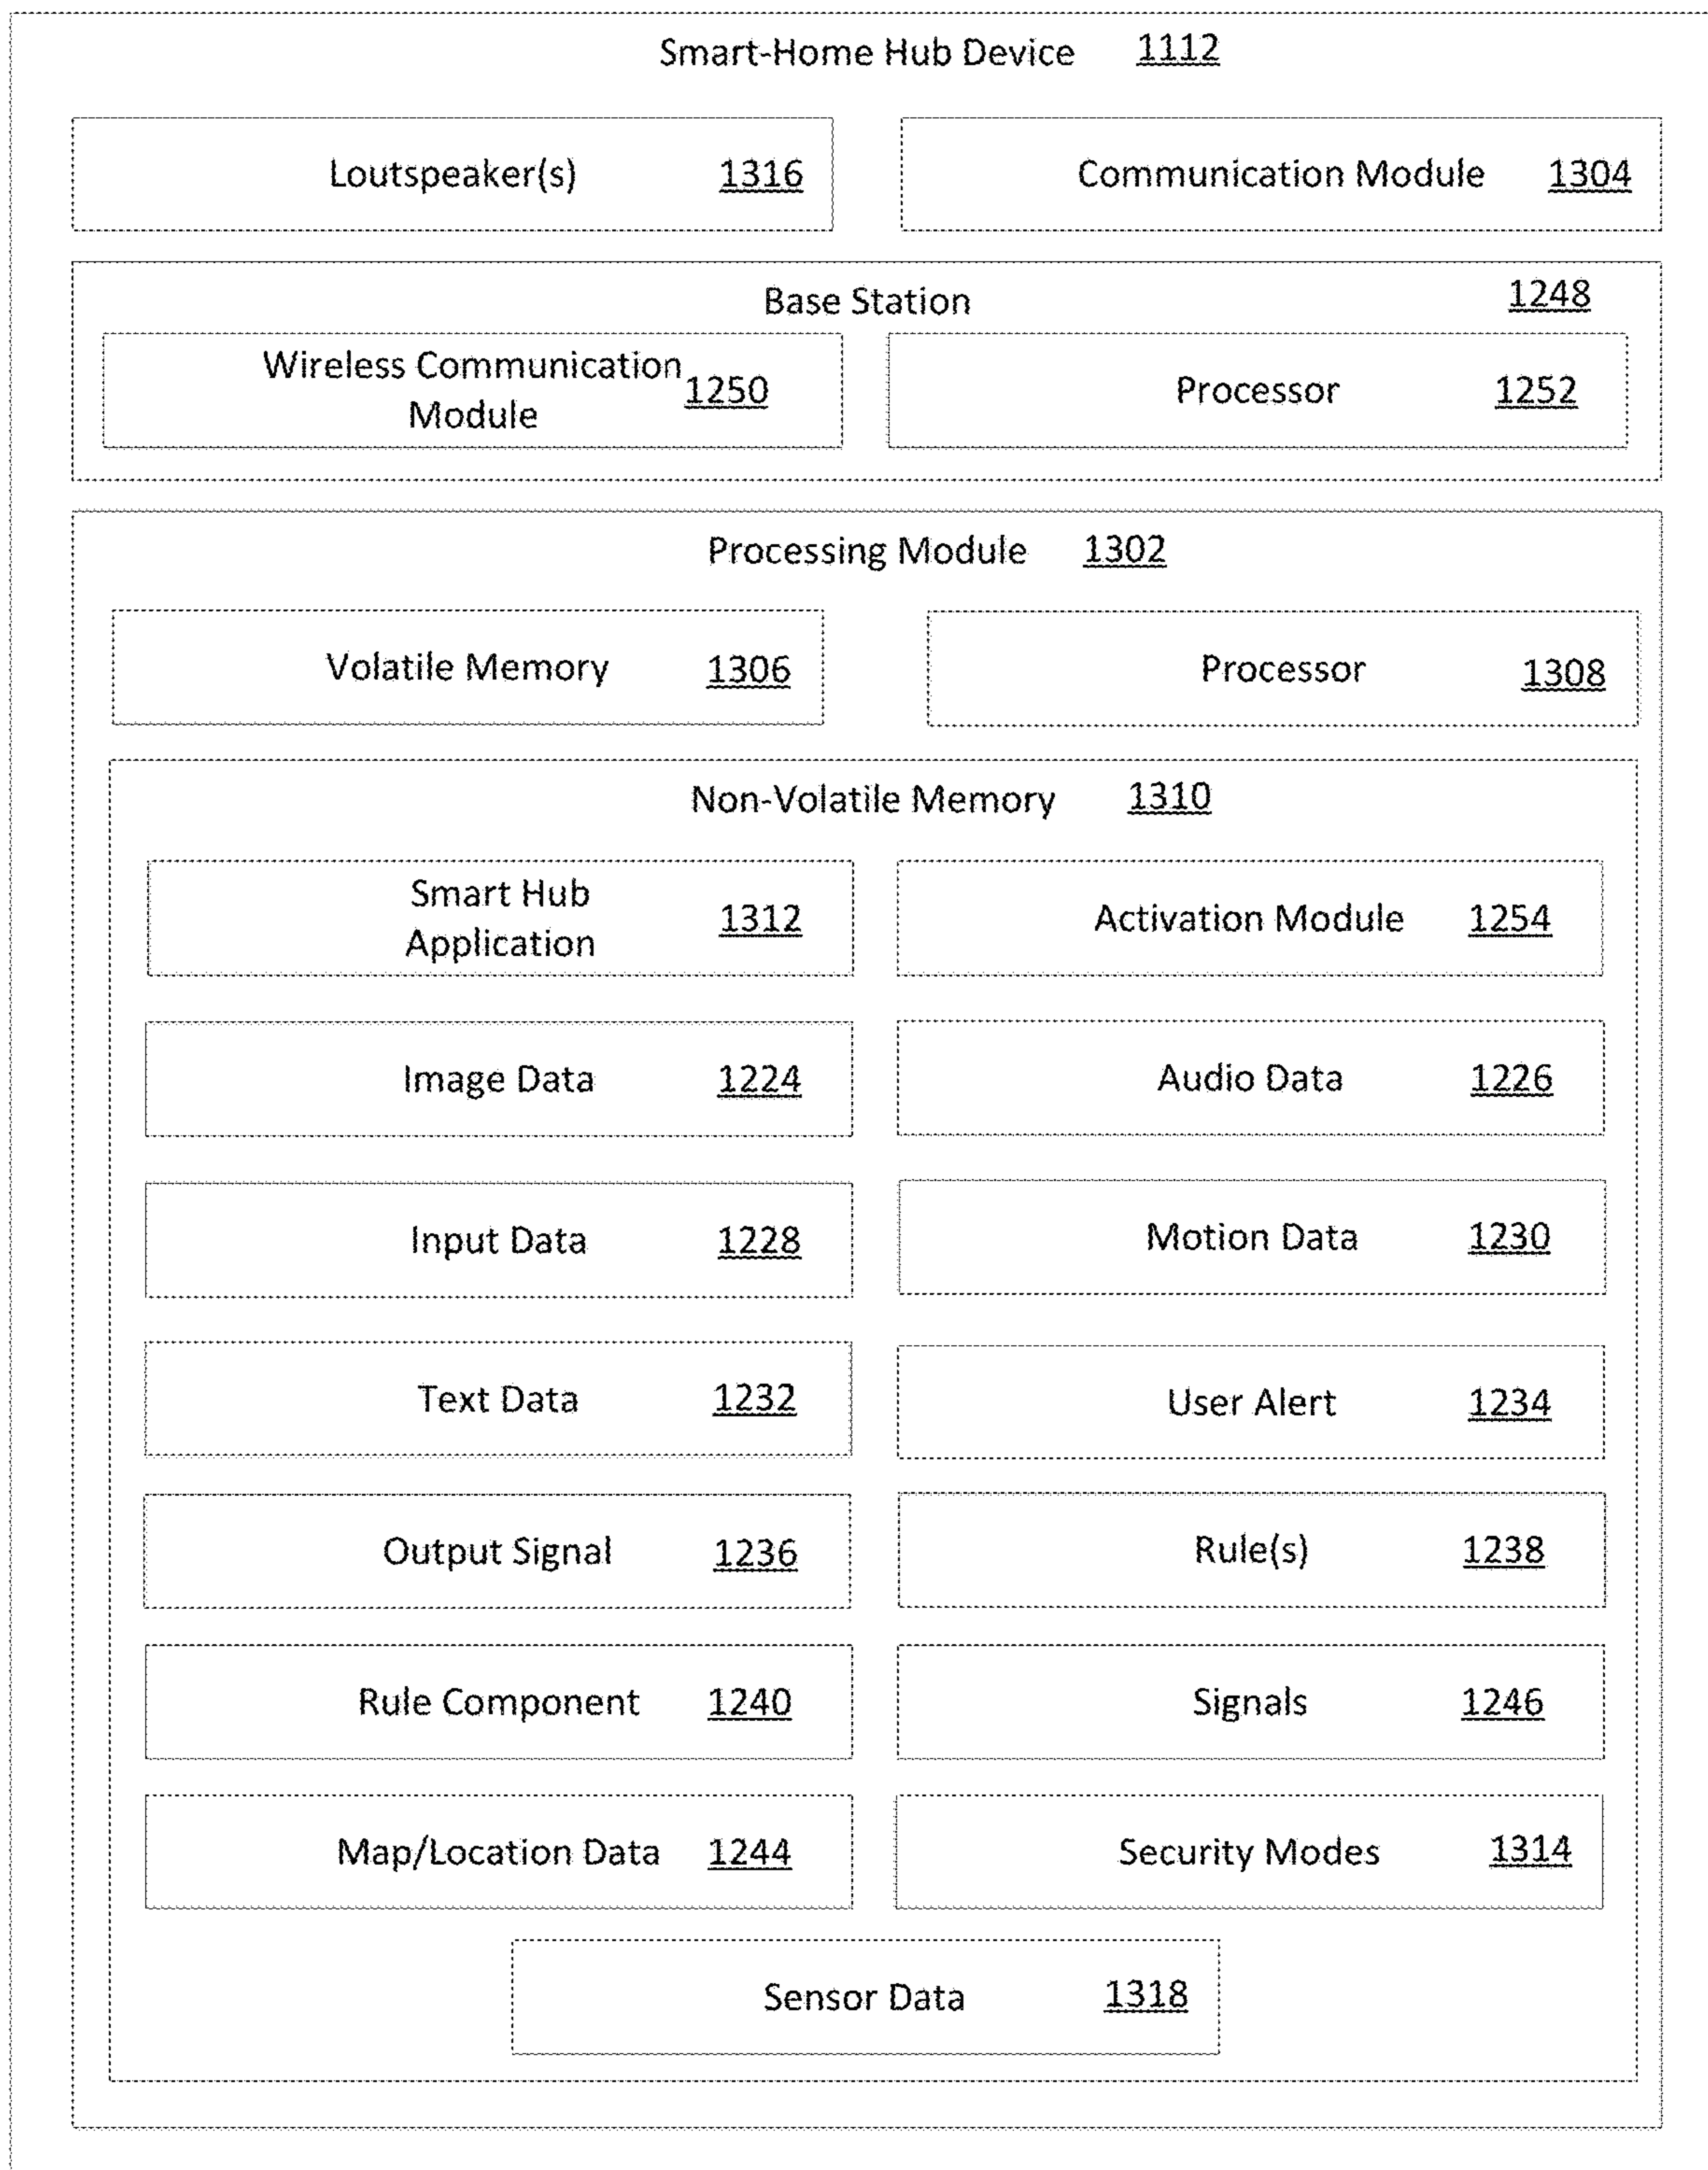 Smart-Home Hub Device 1112
Loutspeaker(s) 1316
Communication Module 1304
Base Station 1248
Wireless Communication
Module 1250
Processor 1252
Processing Module 1302
Volatile Memory 1306
Processor 1308
Non-Volatile Memory 1310
Smart Hub
Application 1312
Activation Module 1254
Image Data 1224
Audio Data 1226
Input Data 1228
Motion Data 1230
Text Data 1232
User Alert 1234
Output Signal 1236
Rule(s) 1238
Rule Component 1240
Signals 1246
Map/Location Data 1244
Security Modes 1314
Sensor Data 1318